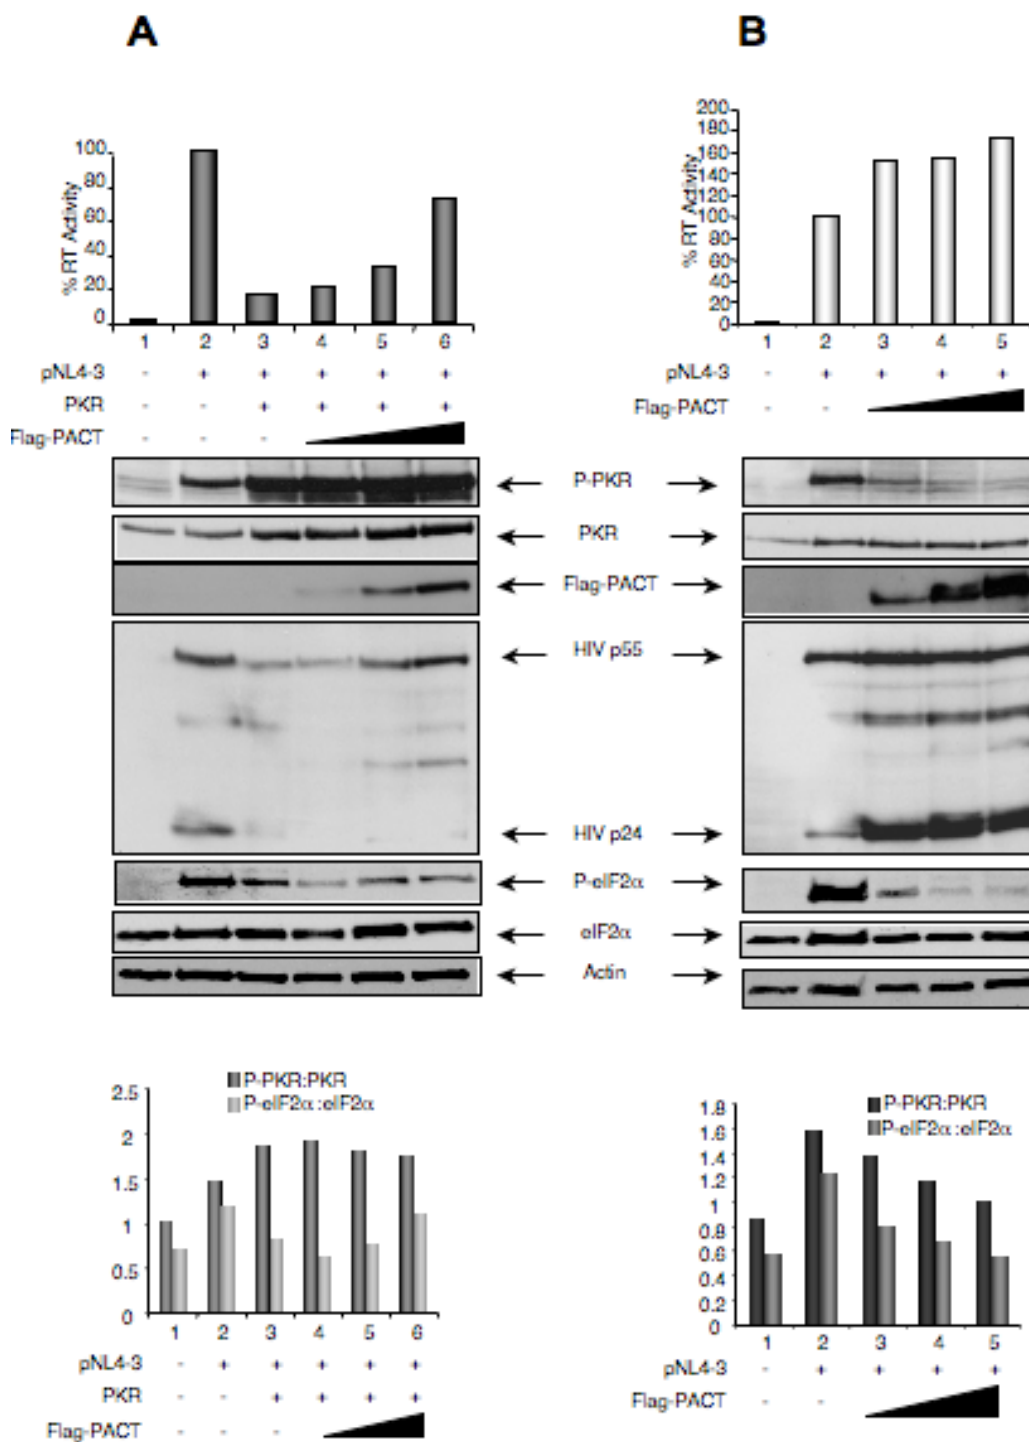 A
B
100
80
60
40
20
0
% RT Activity
1 2 3 4 5 6
pNL4-3 - + + + + +
PKR - - + + + +
Flag-PACT - - -
200
180
160
140
120
100
80
60
40
20
0
% RT Activity
1 2 3 4 5
pNL4-3 - + + + +
Flag-PACT - -
P-PKR
PKR
Flag-PACT
HIV p55
HIV p24
P-eIF2α
eIF2α
Actin
P-PKR:PKR
P-eIF2α:eIF2α
2.5
2
1.5
1
0.5
0
1 2 3 4 5 6
pNL4-3 - + + + + +
PKR - - + + + +
Flag-PACT - - -
P-PKR:PKR
P-eIF2α:eIF2α
1.8
1.6
1.4
1.2
1
0.8
0.6
0.4
0.2
0
1 2 3 4 5
pNL4-3 - + + + +
Flag-PACT - -